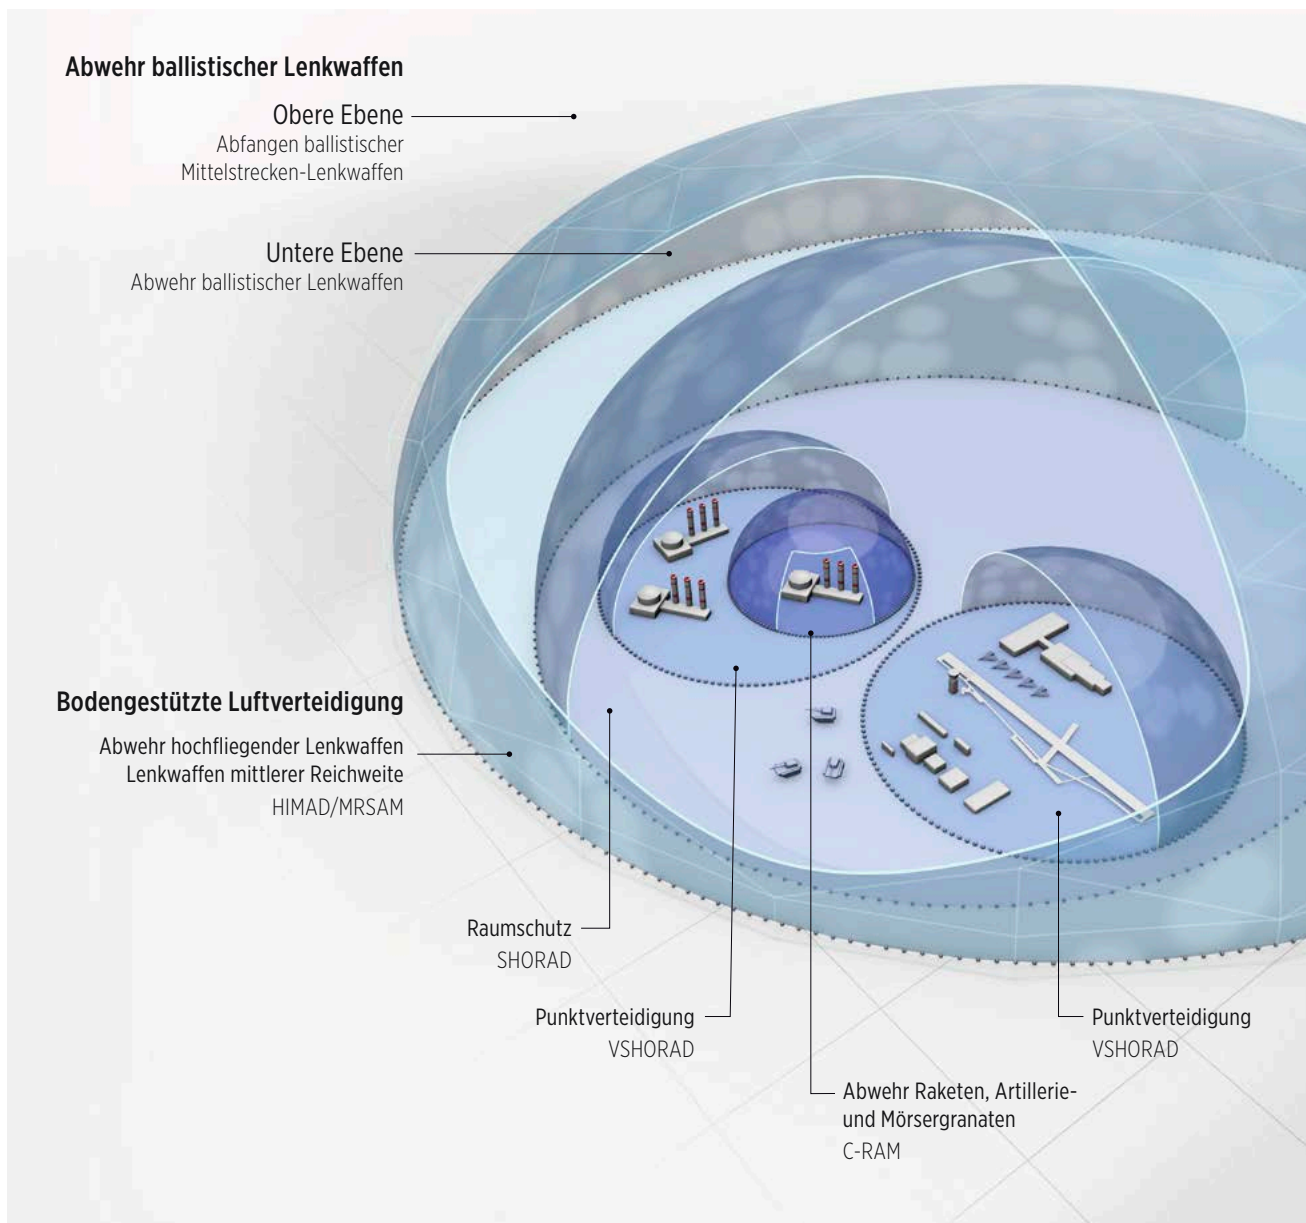 Abwehr ballistischer Lenkwaffen
Obere Ebene
Abfangen ballistischer
Mittelstrecken-Lenkwaffen
Untere Ebene
Abwehr ballistischer Lenkwaffen
Bodengestützte Luftverteidigung
Abwehr hochfliegender Lenkwaffen
Lenkwaffen mittlerer Reichweite
HIMAD/MRSAM
Raumschutz
SHORAD
Punktverteidigung
VSHORAD
Punktverteidigung
VSHORAD
Abwehr Raketen, Artillerie-
und Mörsergranaten
C-RAM